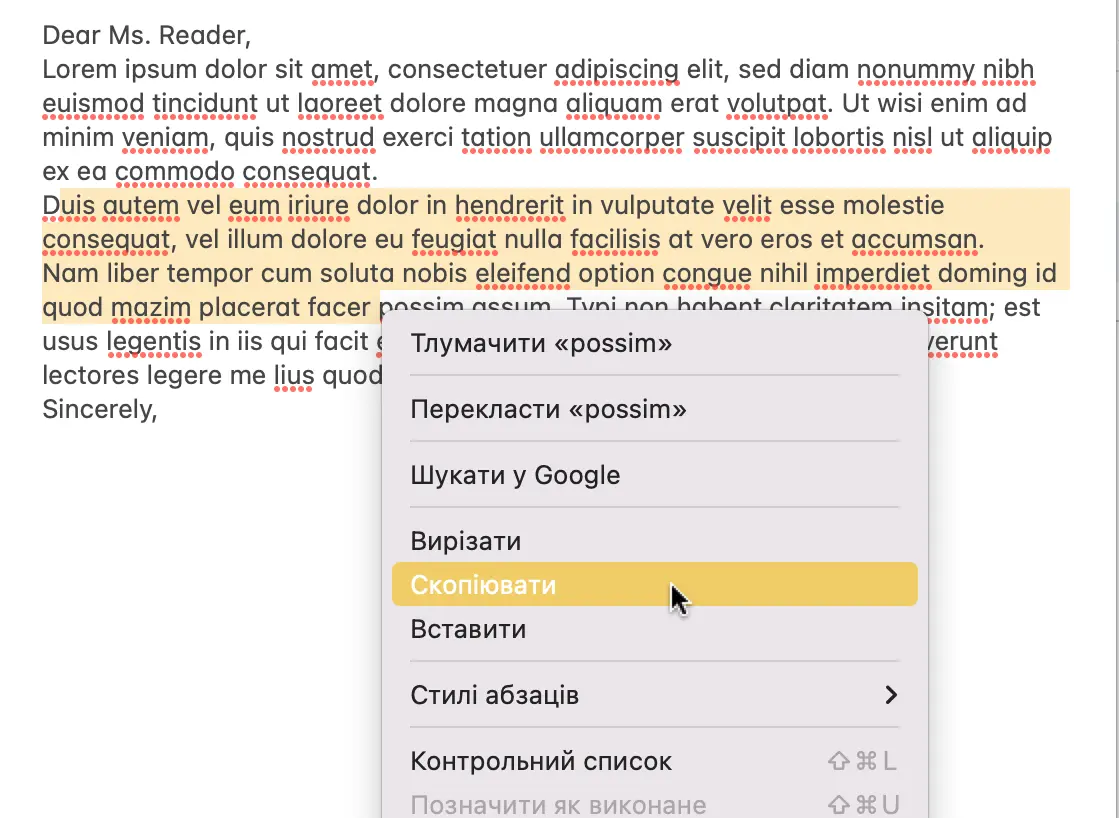 Dear Ms. Reader,
Lorem ipsum dolor sit amet, consectetuer adipiscing elit, sed diam nonummy nibh
euismod tincidunt ut laoreet dolore magna aliquam erat volutpat. Ut wisi enim ad
minim veniam, quis nostrud exerci tation ullamcorper suscipit lobortis nisl ut aliquip
ex ea commodo consequat.
Duis autem vel eum iriure dolor in hendrerit in vulputate velit esse molestie
consequat, vel illum dolore eu feugiat nulla facilisis at vero eros et accumsan.
Nam liber tempor cum soluta nobis eleifend option congue nihil imperdiet doming id
quod mazim placerat facer possim assum. Typi non habent claritatem insitam; est
usus legentis in iis qui facit
lectores legere me lius quod
Sincerely,
Тлумачити «possim»
Перекласти «possim»
Шукати у Google
Вирізати
Скопіювати
Вставити
Стилі абзаців
Контрольний список ⇧⌘L
Позначити як виконане ⇧⌘U